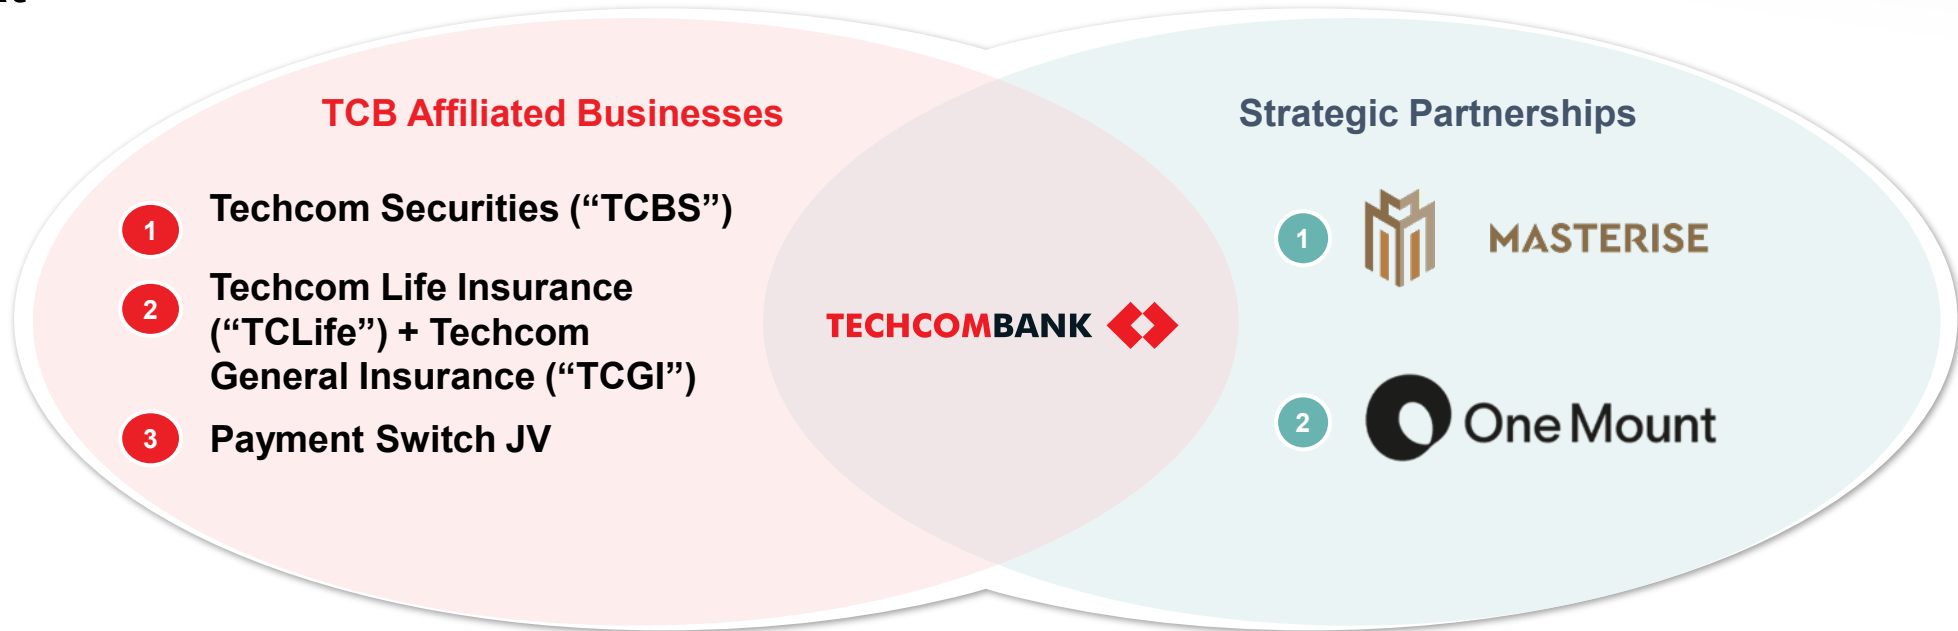 TCB Affiliated Businesses
Strategic Partnerships
1
Techcom Securities (“TCBS”)
2
Techcom Life Insurance
(“TCLife”) + Techcom
General Insurance (“TCGI”)
3
Payment Switch JV
TECHCOMBANK
1
MASTERISE
2
One Mount